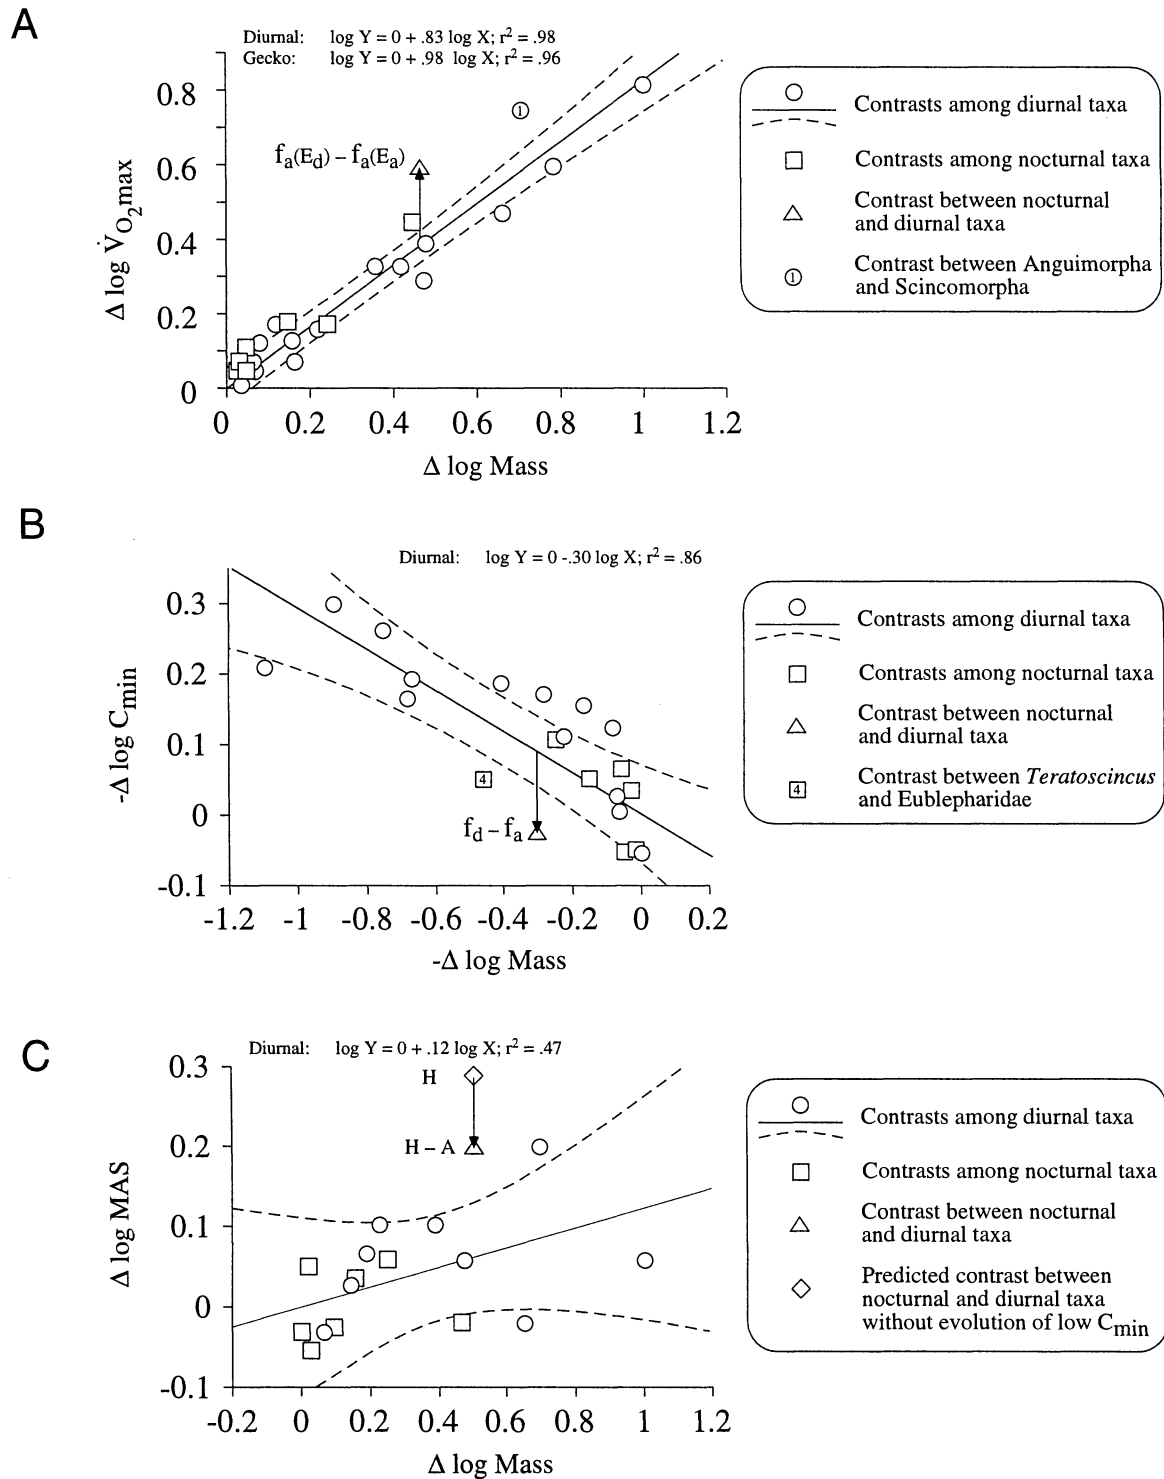 A
Diurnal: log Y = 0 + .83 log X; r² = .98
Gecko: log Y = 0 + .98 log X; r² = .96
0.8
0.6
0.4
0.2
0
Δ log V̇O₂max
fₐ(E_d) – fₐ(Eₐ)
1
0 0.2 0.4 0.6 0.8 1 1.2
Δ log Mass
Contrasts among diurnal taxa
Contrasts among nocturnal taxa
Contrast between nocturnal
and diurnal taxa
1 Contrast between Anguimorpha
and Scincomorpha
B
Diurnal: log Y = 0 -.30 log X; r² = .86
0.3
0.2
0.1
0
-0.1
-Δ log Cmin
4
f_d – fₐ
-1.2 -1 -0.8 -0.6 -0.4 -0.2 0 0.2
-Δ log Mass
Contrasts among diurnal taxa
Contrasts among nocturnal taxa
Contrast between nocturnal
and diurnal taxa
4 Contrast between Teratoscincus
and Eublepharidae
C
Diurnal: log Y = 0 + .12 log X; r² = .47
0.3
0.2
0.1
0
-0.1
Δ log MAS
H
H – A
-0.2 0 0.2 0.4 0.6 0.8 1 1.2
Δ log Mass
Contrasts among diurnal taxa
Contrasts among nocturnal taxa
Contrast between nocturnal
and diurnal taxa
Predicted contrast between
nocturnal and diurnal taxa
without evolution of low Cmin